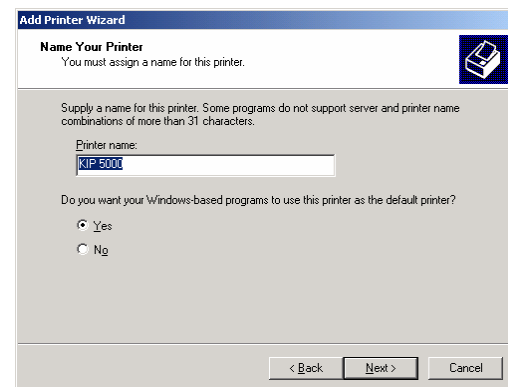 Add Printer Wizard
Name Your Printer
You must assign a name for this printer.
Supply a name for this printer. Some programs do not support server and printer name
combinations of more than 31 characters.
Printer name:
KIP 5000
Do you want your Windows-based programs to use this printer as the default printer?
Yes
No
< Back
Next >
Cancel